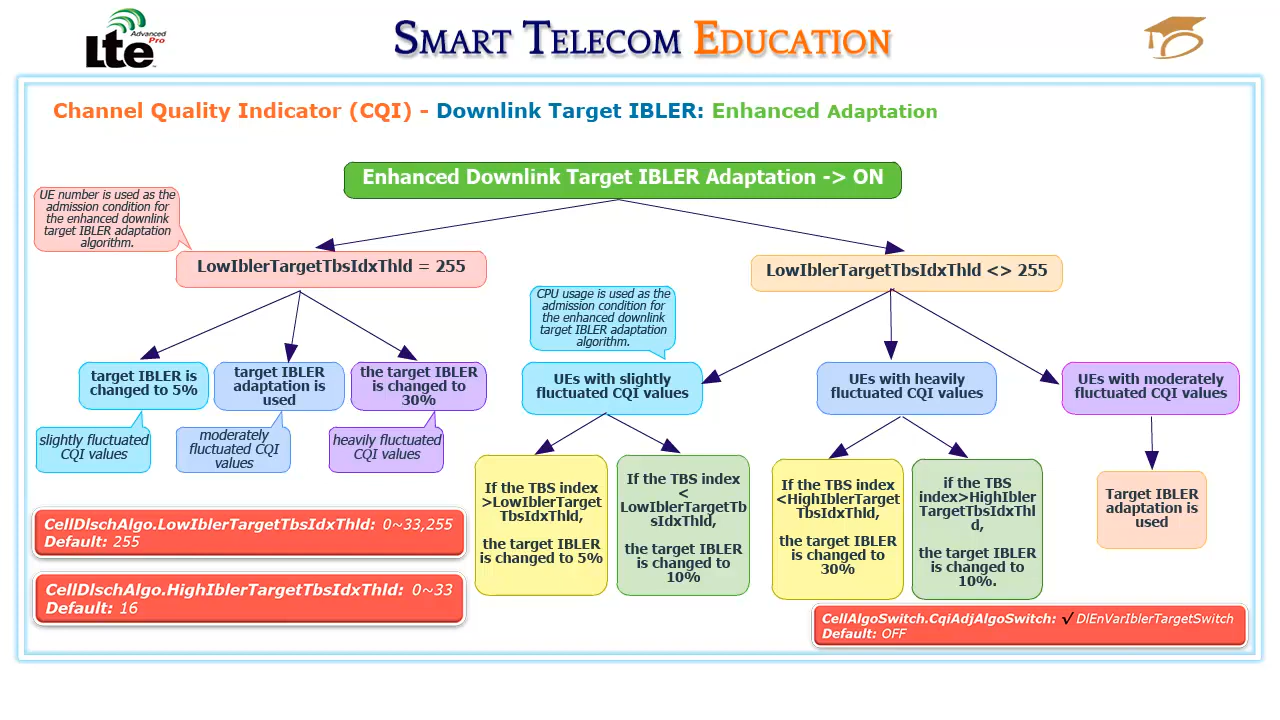 Advanced
Pro
LTE
SMART TELECOM EDUCATION
Channel Quality Indicator (CQI) - Downlink Target IBLER: Enhanced Adaptation
Enhanced Downlink Target IBLER Adaptation -> ON
UE number is used as the
admission condition for
the enhanced downlink
target IBLER adaptation
algorithm.
LowIblerTargetTbsIdxThld = 255
LowIblerTargetTbsIdxThld <> 255
CPU usage is used as the
admission condition for
the enhanced downlink
target IBLER adaptation
algorithm.
target IBLER is
changed to 5%
target IBLER
adaptation is
used
the target IBLER
is changed to
30%
UEs with slightly
fluctuated CQI values
UEs with heavily
fluctuated CQI values
UEs with moderately
fluctuated CQI values
slightly fluctuated
CQI values
moderately
fluctuated CQI
values
heavily fluctuated
CQI values
If the TBS index
>LowIblerTarget
TbsIdxThld,
the target IBLER
is changed to 5%
If the TBS index
<
LowIblerTargetTb
sIdxThld,
the target IBLER
is changed to
10%
If the TBS index
<HighIblerTarget
TbsIdxThld,
the target IBLER
is changed to
30%
if the TBS
index>HighIbler
TargetTbsIdxThl
d,
the target IBLER
is changed to
10%.
Target IBLER
adaptation is
used
CellDlschAlgo.LowIblerTargetTbsIdxThld: 0~33,255
Default: 255
CellDlschAlgo.HighIblerTargetTbsIdxThld: 0~33
Default: 16
CellAlgoSwitch.CqiAdjAlgoSwitch: ✓DlEnVarIblerTargetSwitch
Default: OFF